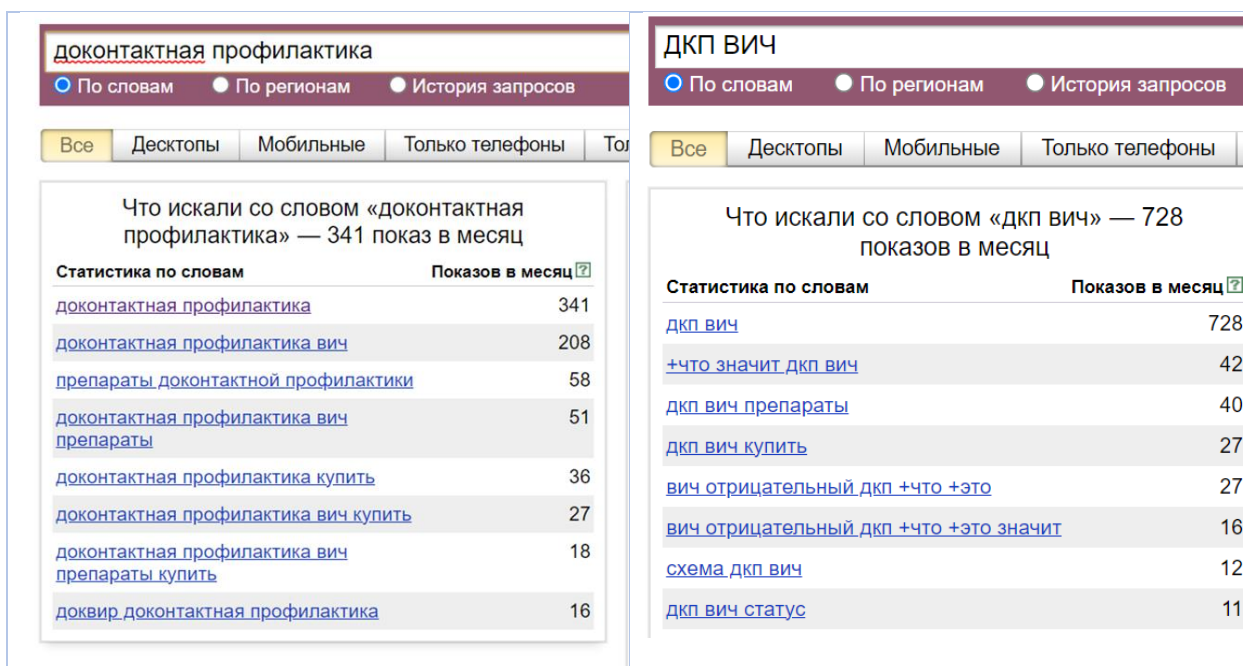 доконтактная профилактика
По словам По регионам История запросов
Все Десктопы Мобильные Только телефоны
Что искали со словом «доконтактная
профилактика» — 341 показ в месяц
Статистика по словам Показов в месяц ?
доконтактная профилактика 341
доконтактная профилактика вич 208
препараты доконтактной профилактики 58
доконтактная профилактика вич 51
препараты
доконтактная профилактика купить 36
доконтактная профилактика вич купить 27
доконтактная профилактика вич 18
препараты купить
доквир доконтактная профилактика 16
ДКП ВИЧ
По словам По регионам История запросов
Все Десктопы Мобильные Только телефоны
Что искали со словом «дкп вич» — 728
показов в месяц
Статистика по словам Показов в месяц ?
дкп вич 728
+что значит дкп вич 42
дкп вич препараты 40
дкп вич купить 27
вич отрицательный дкп +что +это 27
вич отрицательный дкп +что +это значит 16
схема дкп вич 12
дкп вич статус 11